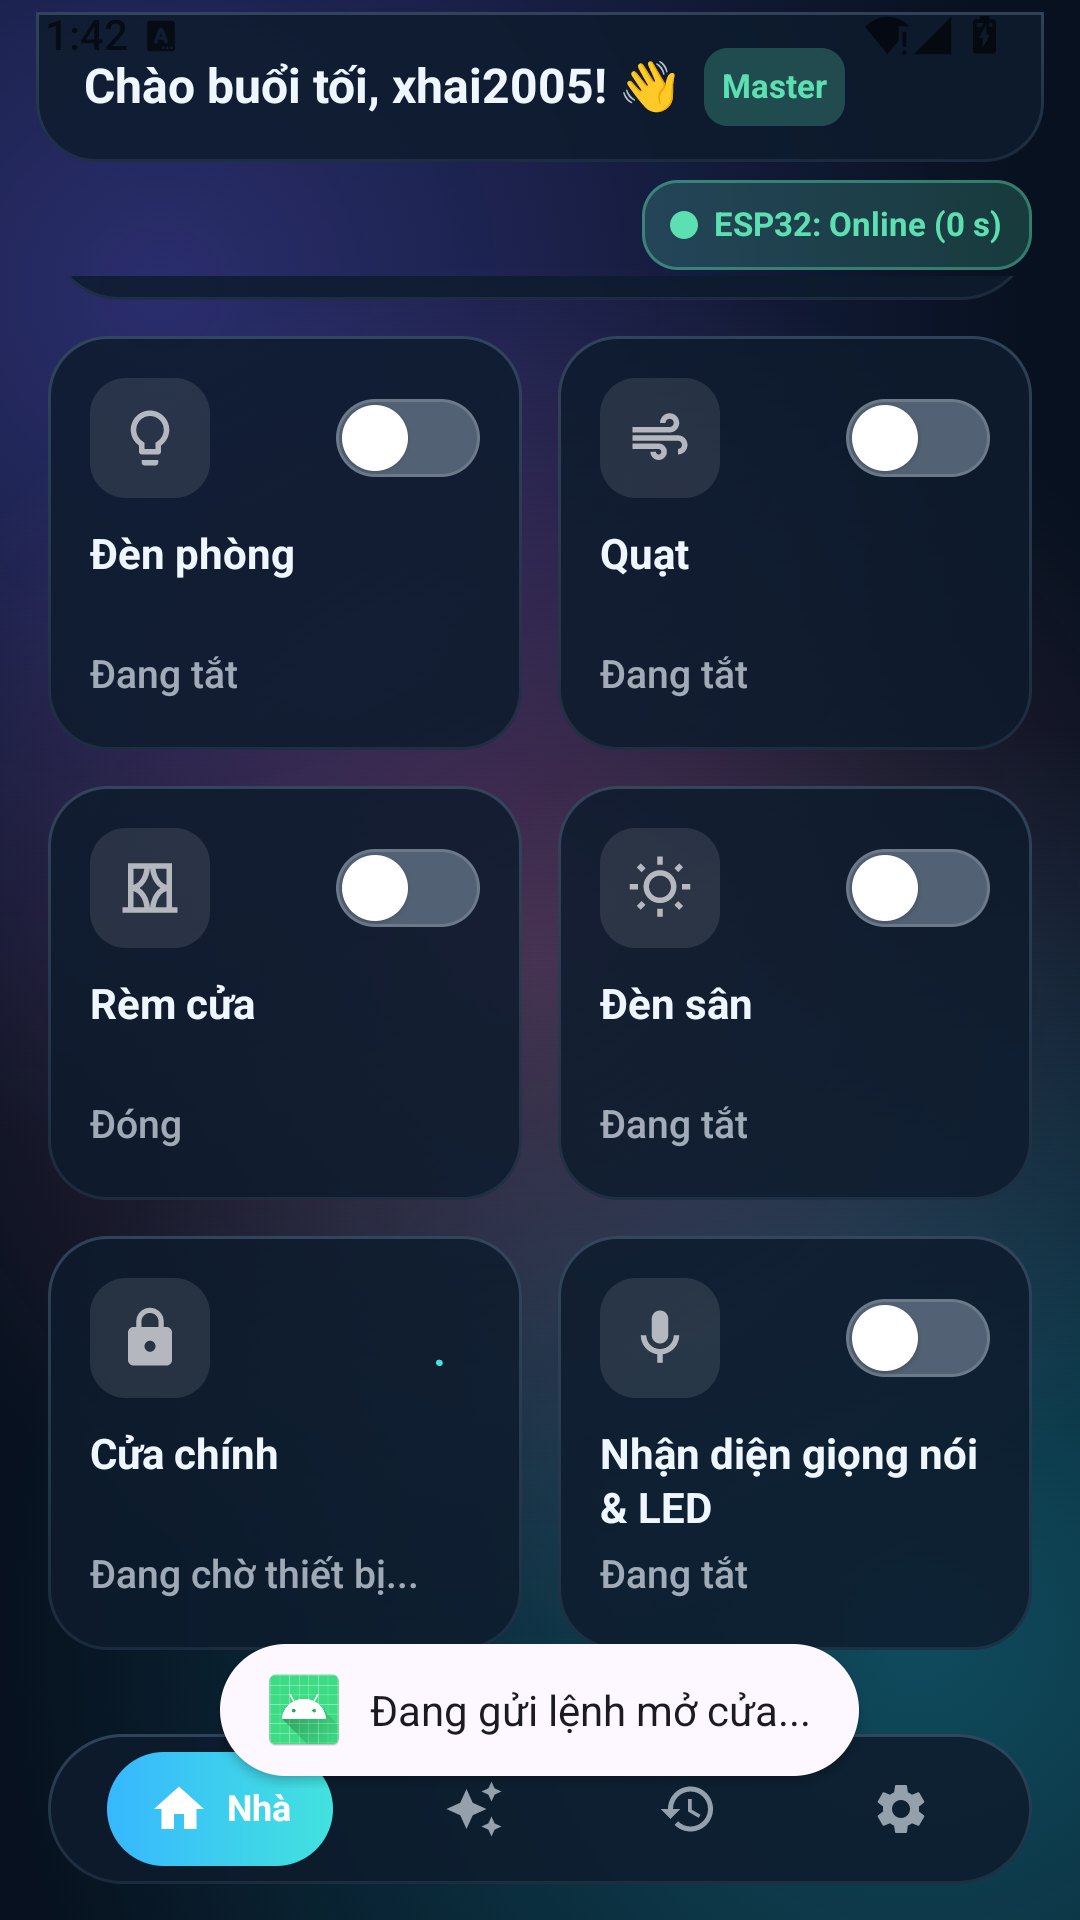 1:42
Chào buổi tối, xhai2005! 👋 Master
ESP32: Online (0 s)
Đèn phòng
Đang tắt
Quạt
Đang tắt
Rèm cửa
Đóng
Đèn sân
Đang tắt
Cửa chính
Đang chờ thiết bị...
Nhận diện giọng nói
& LED
Đang tắt
Đang gửi lệnh mở cửa...
Nhà